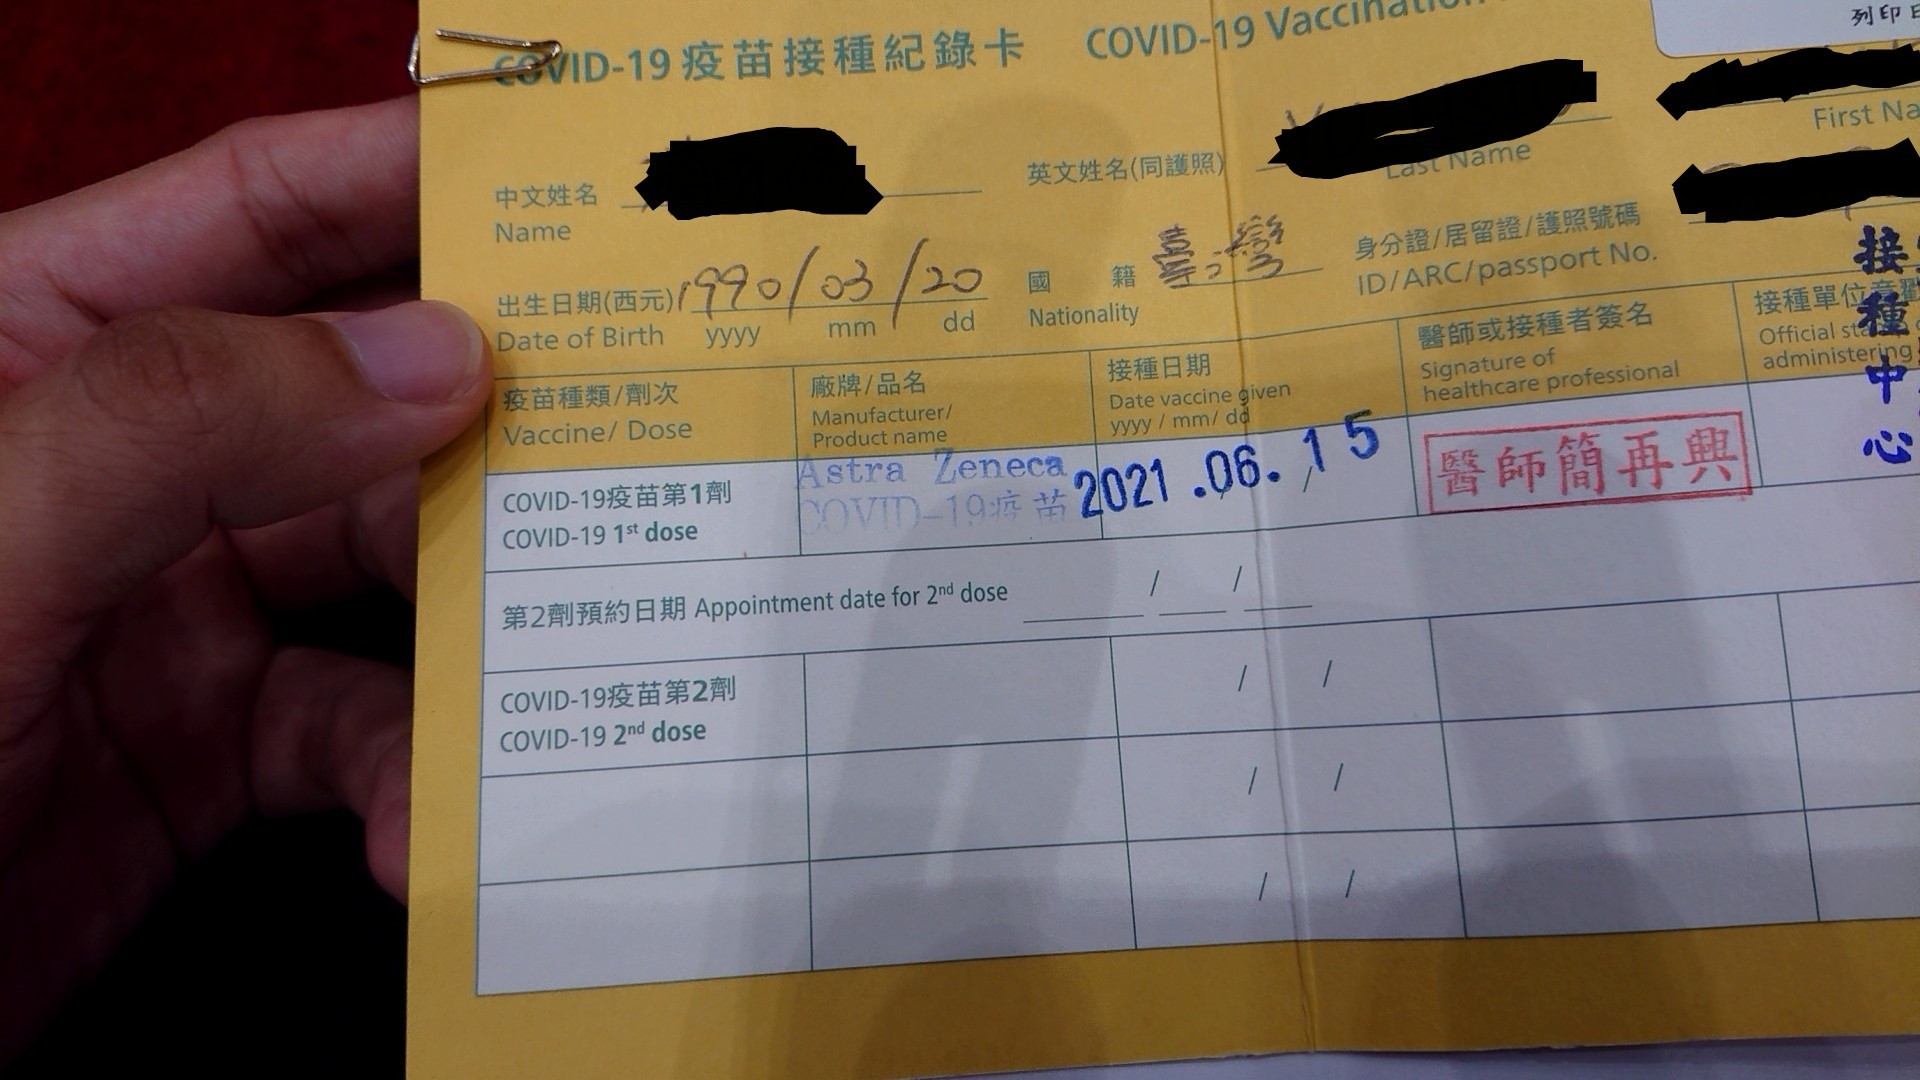 列印日
COVID-19疫苗接種紀錄卡 COVID-19 Vaccination
中文姓名
Name
英文姓名(同護照)
Last Name
First Na
出生日期(西元) 1990/03/20
Date of Birth yyyy mm dd
國籍 臺灣
Nationality
身分證/居留證/護照號碼
ID/ARC/passport No.
疫苗種類/劑次
Vaccine/ Dose
廠牌/品名
Manufacturer/
Product name
接種日期
Date vaccine given
yyyy / mm/ dd
醫師或接種者簽名
Signature of
healthcare professional
接種單位章戳
Official sta
administering
接
種
中
心
COVID-19疫苗第1劑
COVID-19 1st dose
Astra Zeneca
COVID-19疫苗
2021.06.15
醫師簡再興
第2劑預約日期 Appointment date for 2nd dose / /
COVID-19疫苗第2劑
COVID-19 2nd dose
/ /
/ /
/ /